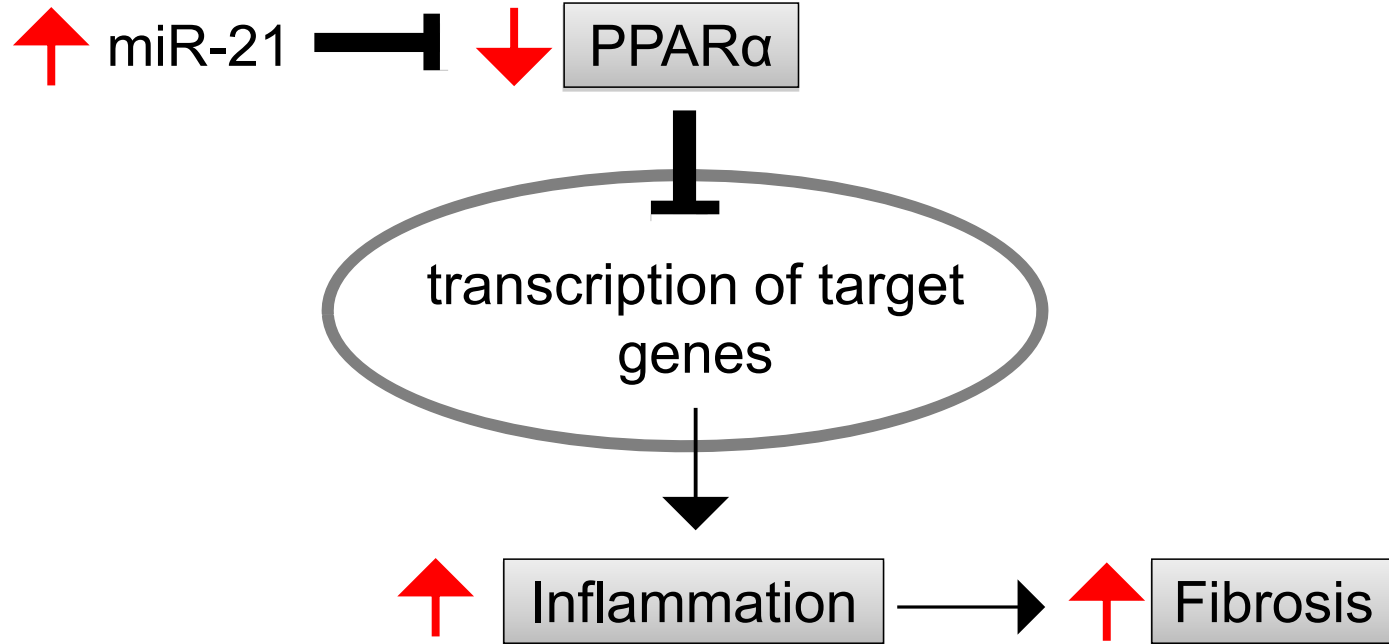 miR-21 PPARα
transcription of target
genes
Inflammation Fibrosis